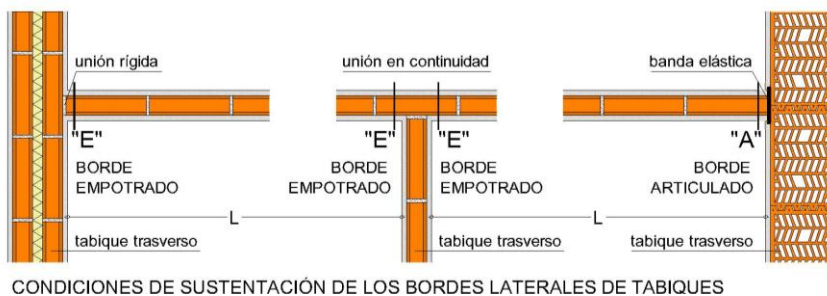 unión rígida
unión en continuidad
banda elástica
"E"
"E"
"E"
"A"
BORDE
EMPOTRADO
BORDE
EMPOTRADO
BORDE
EMPOTRADO
BORDE
ARTICULADO
L
L
tabique trasverso
tabique trasverso
tabique trasverso
CONDICIONES DE SUSTENTACIÓN DE LOS BORDES LATERALES DE TABIQUES